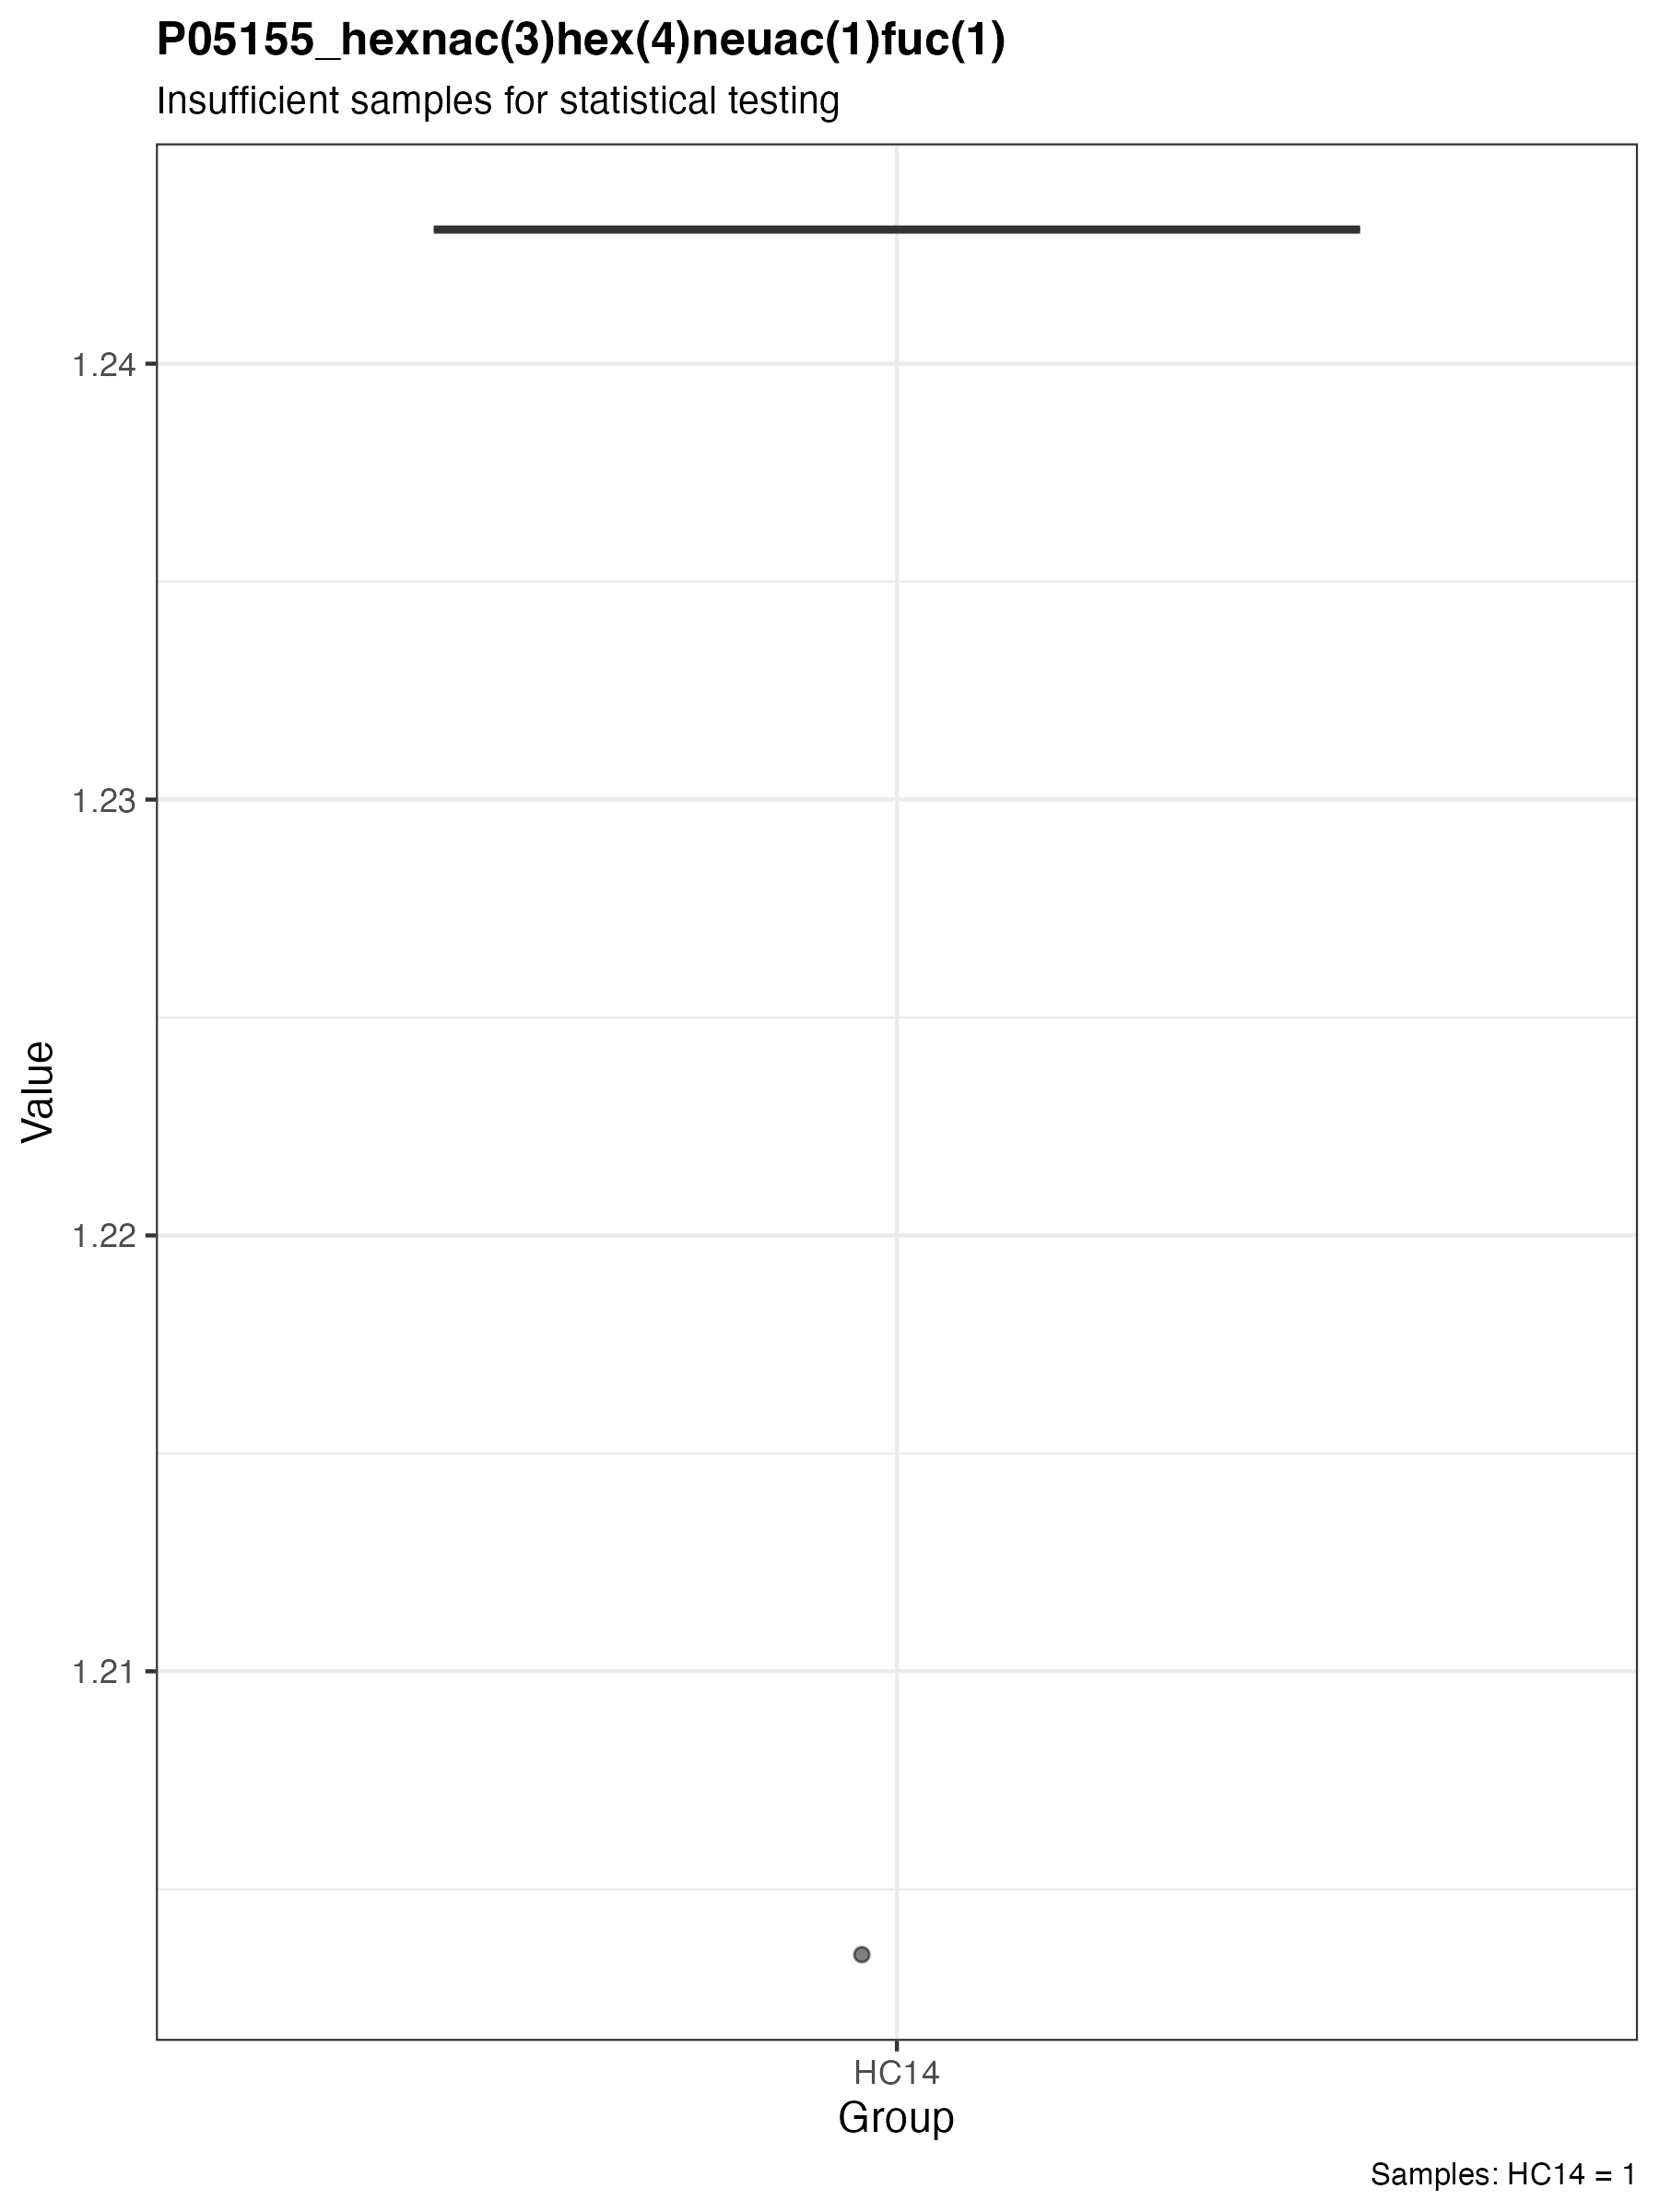 P05155_hexnac(3)hex(4)neuac(1)fuc(1)
Insufficient samples for statistical testing
1.24
1.23
1.22
1.21
Value
HC14
Group
Samples: HC14 = 1